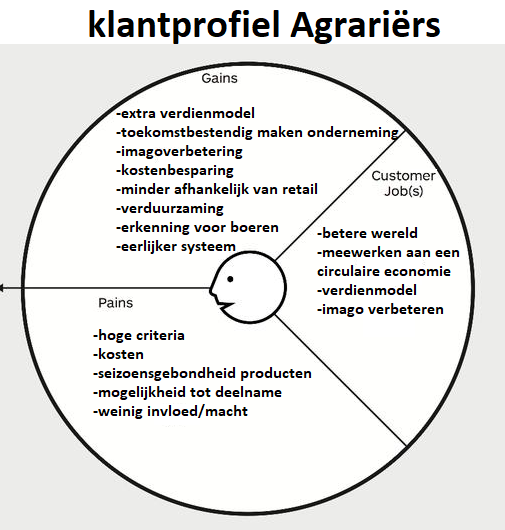 klantprofiel Agrariërs
Gains
-extra verdienmodel
-toekomstbestendig maken onderneming
-imagoverbetering
-kostenbesparing
-minder afhankelijk van retail
-verduurzaming
-erkenning voor boeren
-eerlijker systeem
Customer
Job(s)
-betere wereld
-meewerken aan een
circulaire economie
-verdienmodel
-imago verbeteren
Pains
-hoge criteria
-kosten
-seizoensgebondheid producten
-mogelijkheid tot deelname
-weinig invloed/macht